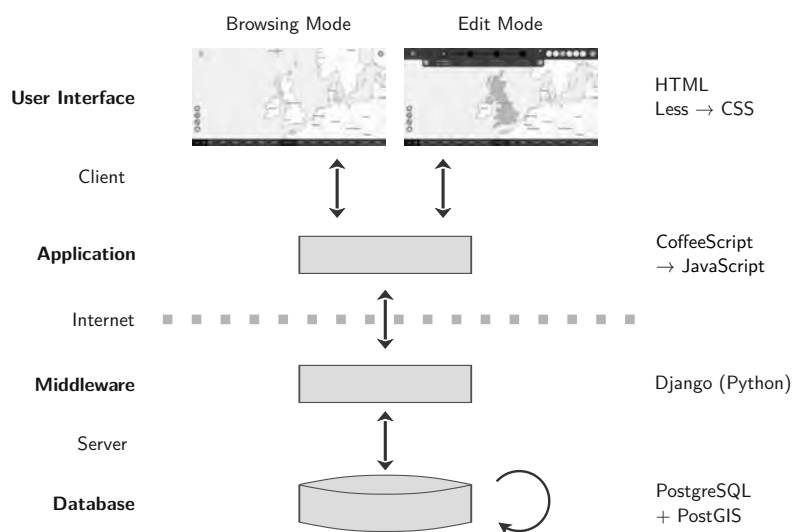 Browsing Mode
Edit Mode
User Interface
HTML
Less → CSS
Client
Application
CoffeeScript
→ JavaScript
Internet
Middleware
Django (Python)
Server
Database
PostgreSQL
+ PostGIS